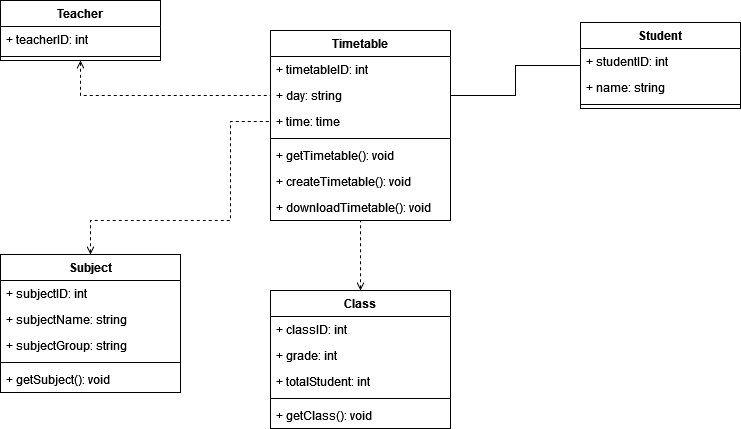 Teacher
+ teacherID: int
Timetable
+ timetableID: int
+ day: string
+ time: time
+ getTimetable(): void
+ createTimetable(): void
+ downloadTimetable(): void
Student
+ studentID: int
+ name: string
Subject
+ subjectID: int
+ subjectName: string
+ subjectGroup: string
+ getSubject(): void
Class
+ classID: int
+ grade: int
+ totalStudent: int
+ getClass(): void